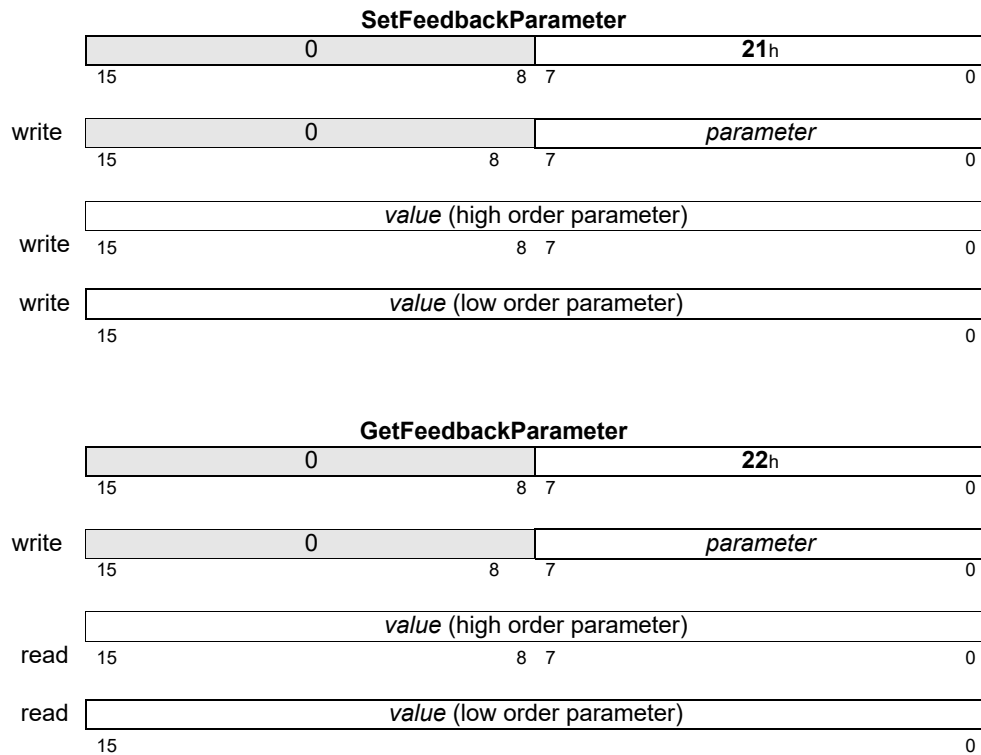 SetFeedbackParameter
0 21h
15 8 7 0
write 0 parameter
15 8 7 0
value (high order parameter)
write 15 8 7 0
write value (low order parameter)
15 0
GetFeedbackParameter
0 22h
15 8 7 0
write 0 parameter
15 8 7 0
value (high order parameter)
read 15 8 7 0
read value (low order parameter)
15 0